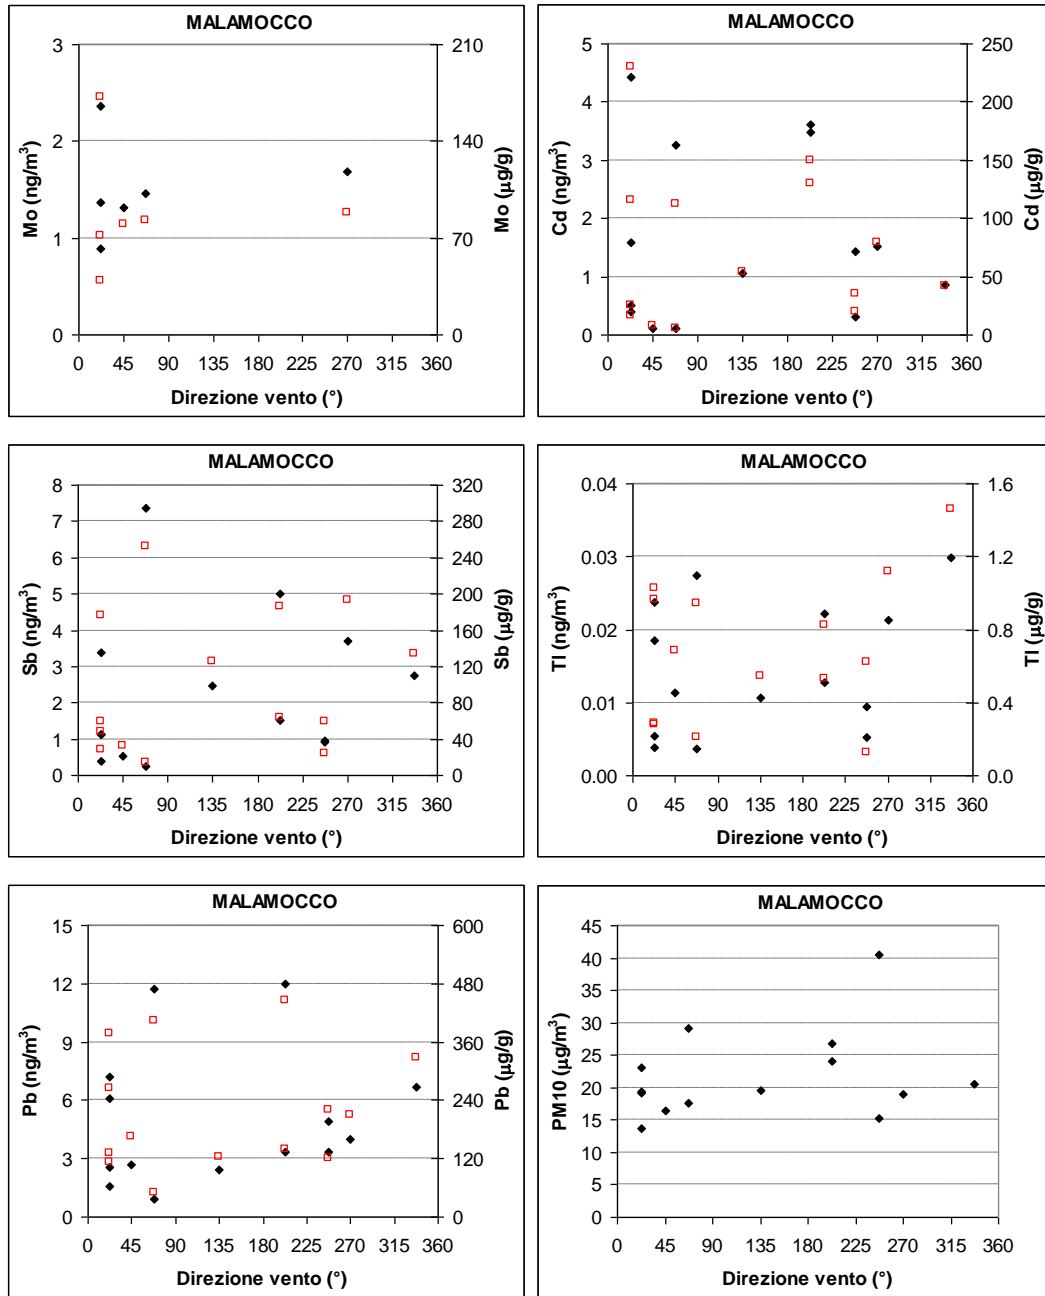 MALAMOCCO
3 2 1 0
Mo (ng/m³)
210 140 70 0
Mo (µg/g)
0 45 90 135 180 225 270 315 360
Direzione vento (°)
MALAMOCCO
5 4 3 2 1 0
Cd (ng/m³)
250 200 150 100 50 0
Cd (µg/g)
0 45 90 135 180 225 270 315 360
Direzione vento (°)
MALAMOCCO
8 7 6 5 4 3 2 1 0
Sb (ng/m³)
320 280 240 200 160 120 80 40 0
Sb (µg/g)
0 45 90 135 180 225 270 315 360
Direzione vento (°)
MALAMOCCO
0.04 0.03 0.02 0.01 0.00
Tl (ng/m³)
1.6 1.2 0.8 0.4 0.0
Tl (µg/g)
0 45 90 135 180 225 270 315 360
Direzione vento (°)
MALAMOCCO
15 12 9 6 3 0
Pb (ng/m³)
600 480 360 240 120 0
Pb (µg/g)
0 45 90 135 180 225 270 315 360
Direzione vento (°)
MALAMOCCO
45 40 35 30 25 20 15 10 5 0
PM10 (µg/m³)
0 45 90 135 180 225 270 315 360
Direzione vento (°)